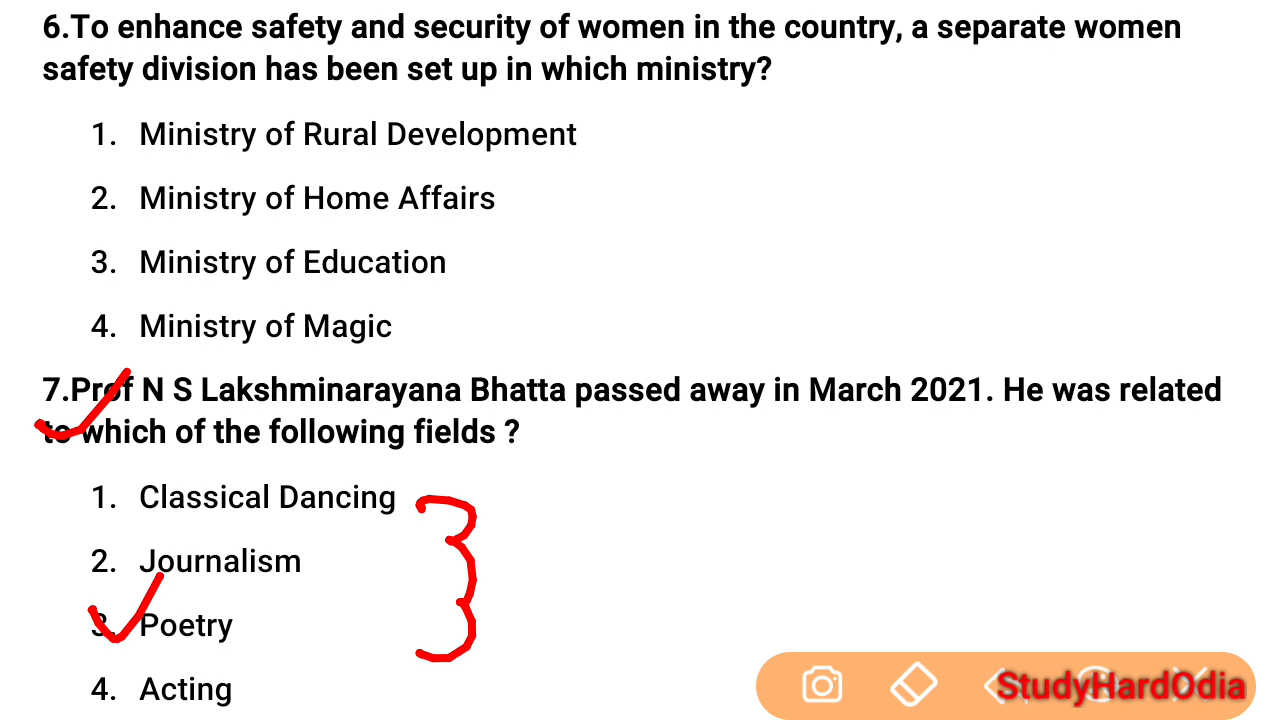 6.To enhance safety and security of women in the country, a separate women
safety division has been set up in which ministry?
1. Ministry of Rural Development
2. Ministry of Home Affairs
3. Ministry of Education
4. Ministry of Magic
7.Prof N S Lakshminarayana Bhatta passed away in March 2021. He was related
to which of the following fields ?
1. Classical Dancing
2. Journalism
3. Poetry
4. Acting
StudyHardOdia